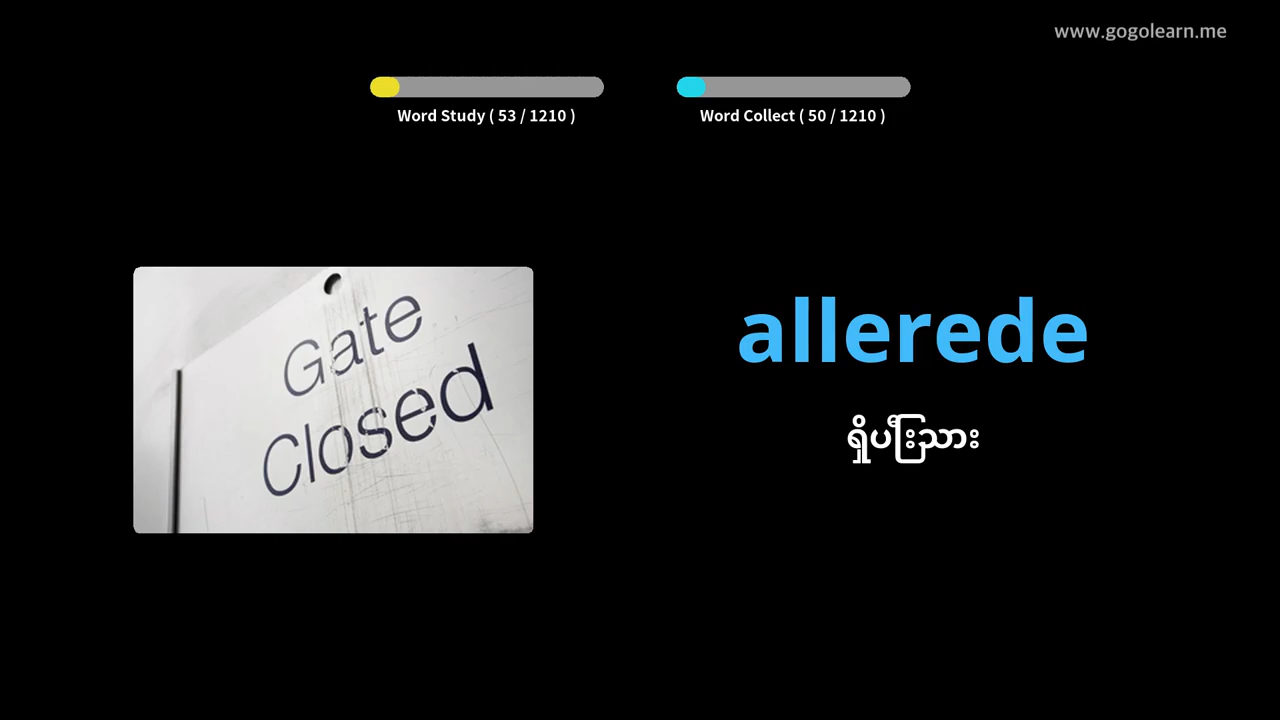 www.gogolearn.me
Word Study ( 53 / 1210 )
Word Collect ( 50 / 1210 )
Gate
Closed
allerede
ရှိပြီးသား